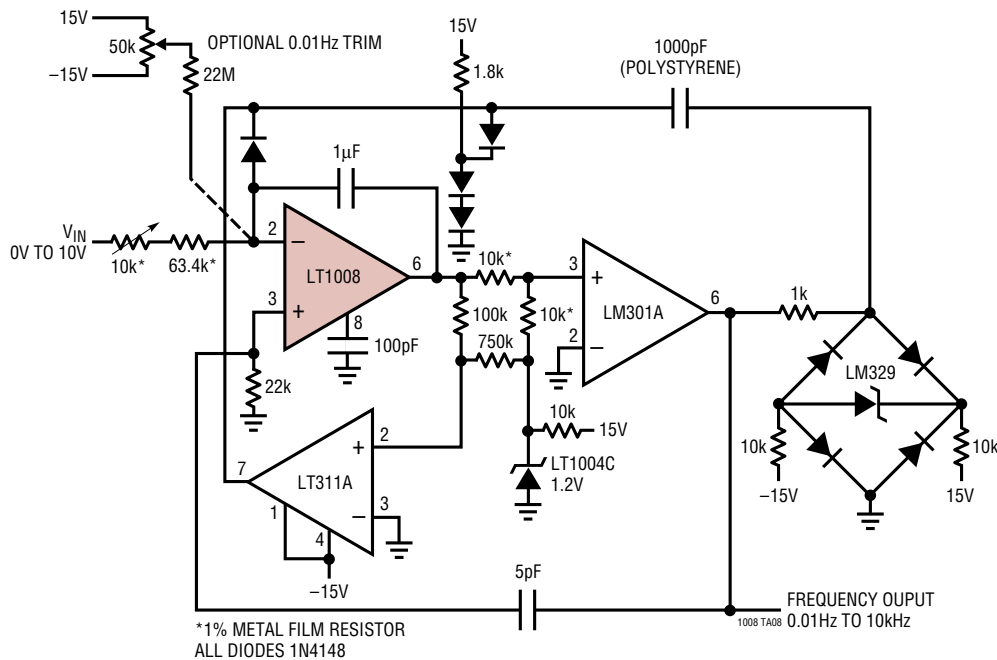 15V
50k
–15V
OPTIONAL 0.01Hz TRIM
22M
15V
1.8k
1000pF
(POLYSTYRENE)
1µF
VIN
0V TO 10V
10k*
63.4k*
2
–
LT1008
6
3
+
8
100pF
22k
10k*
100k
10k*
750k
3
+
LM301A
6
2
–
1k
LM329
10k
–15V
10k
15V
10k
15V
LT1004C
1.2V
2
+
7
LT311A
3
–
1
4
–15V
5pF
FREQUENCY OUPUT
0.01Hz TO 10kHz
1008 TA08
*1% METAL FILM RESISTOR
ALL DIODES 1N4148